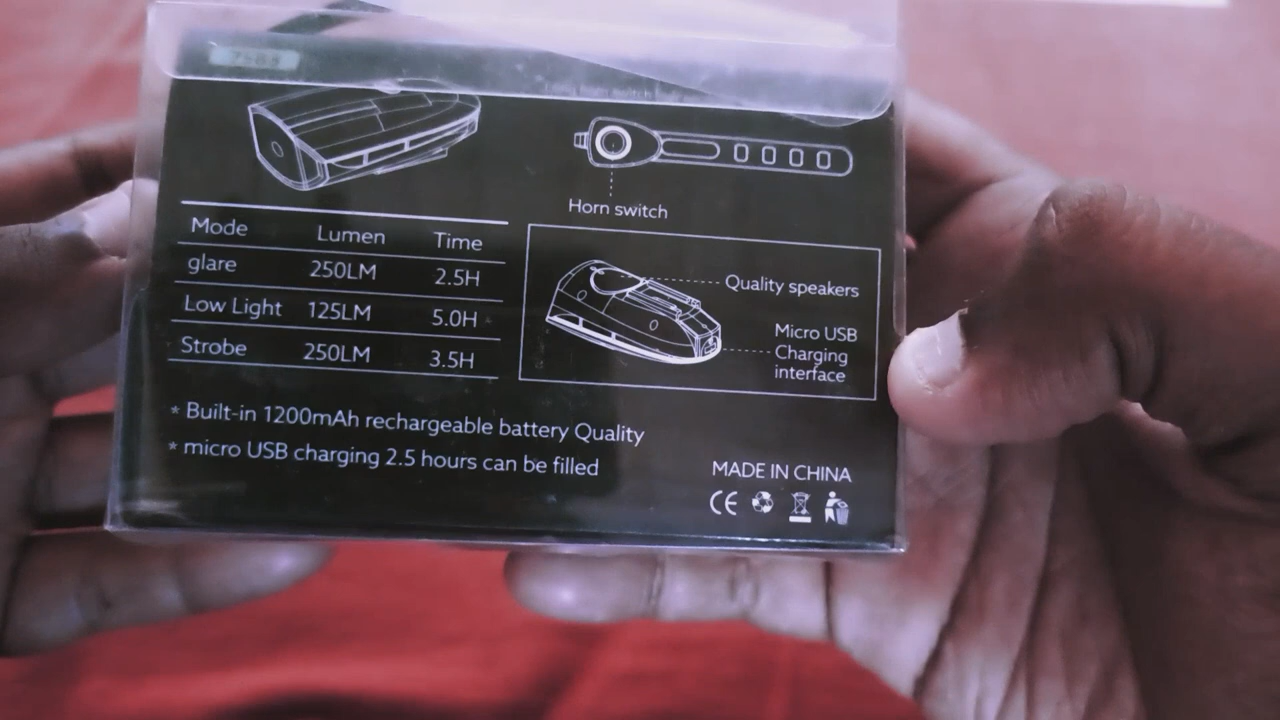 7588
Horn switch
Mode Lumen Time
glare 250LM 2.5H
Low Light 125LM 5.0H
Strobe 250LM 3.5H
Quality speakers
Micro USB
Charging
interface
* Built-in 1200mAh rechargeable battery Quality
* micro USB charging 2.5 hours can be filled
MADE IN CHINA
CE